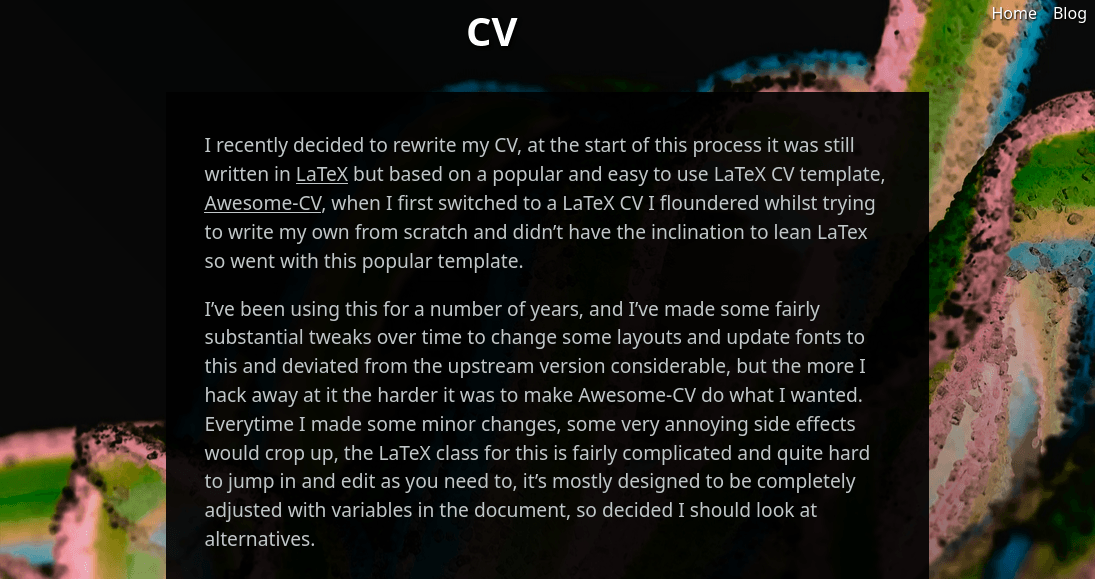 Home Blog
CV
I recently decided to rewrite my CV, at the start of this process it was still
written in LaTeX but based on a popular and easy to use LaTeX CV template,
Awesome-CV, when I first switched to a LaTeX CV I floundered whilst trying
to write my own from scratch and didn’t have the inclination to lean LaTex
so went with this popular template.
I’ve been using this for a number of years, and I’ve made some fairly
substantial tweaks over time to change some layouts and update fonts to
this and deviated from the upstream version considerable, but the more I
hack away at it the harder it was to make Awesome-CV do what I wanted.
Everytime I made some minor changes, some very annoying side effects
would crop up, the LaTeX class for this is fairly complicated and quite hard
to jump in and edit as you need to, it’s mostly designed to be completely
adjusted with variables in the document, so decided I should look at
alternatives.